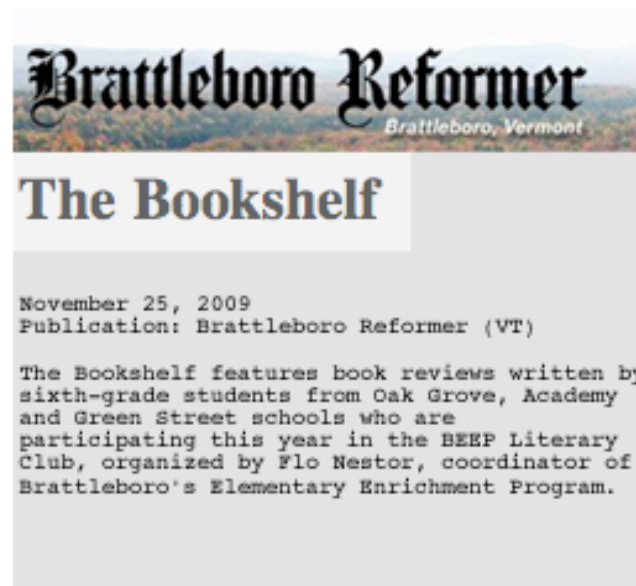 Brattleboro Reformer
Brattleboro, Vermont
The Bookshelf
November 25, 2009
Publication: Brattleboro Reformer (VT)
The Bookshelf features book reviews written by
sixth-grade students from Oak Grove, Academy
and Green Street schools who are
participating this year in the BEEP Literary
Club, organized by Flo Nestor, coordinator of
Brattleboro's Elementary Enrichment Program.